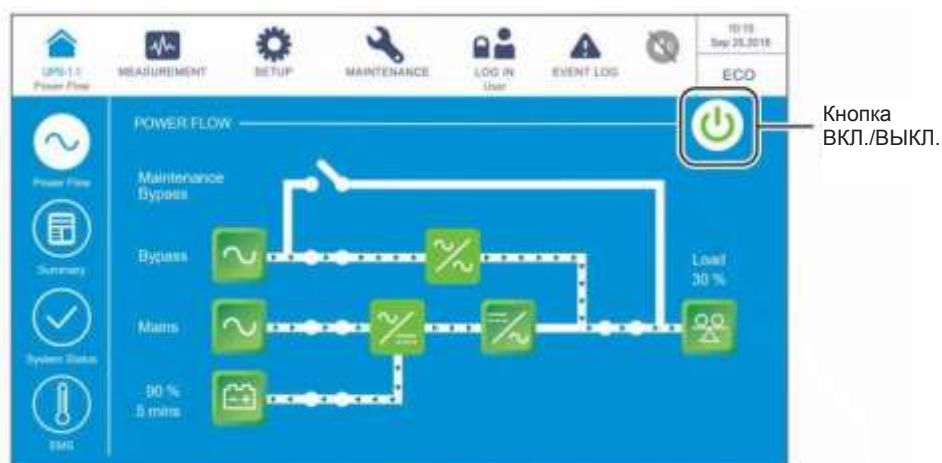 10:15
Sep 25,2018
UPS-1-1
Power Flow
MEASUREMENT
SETUP
MAINTENANCE
LOG IN
User
EVENT LOG
ECO
POWER FLOW
Кнопка
ВКЛ./ВЫКЛ.
Power Flow
Maintenance
Bypass
Summary
Bypass
Load
30 %
System Status
Mains
90 %
5 mins
EMS